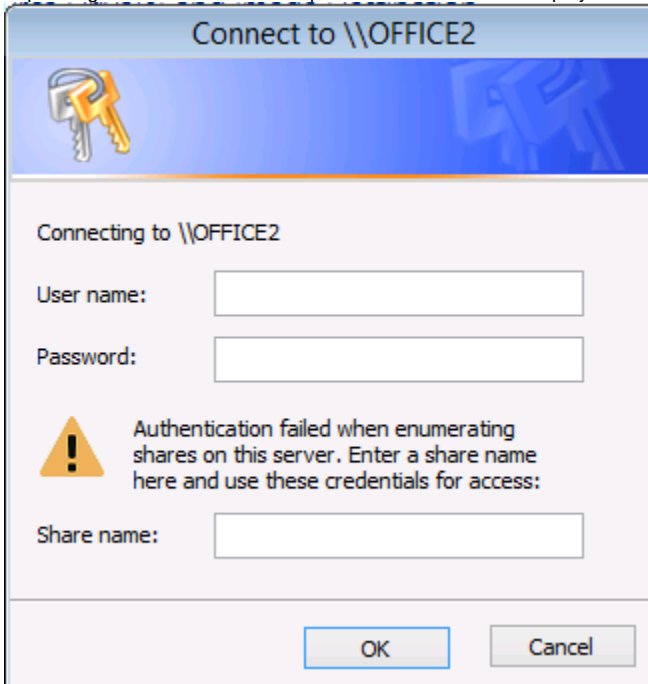 Connect to \\OFFICE2
Connecting to \\OFFICE2
User name:
Password:
Authentication failed when enumerating
shares on this server. Enter a share name
here and use these credentials for access:
Share name:
OK Cancel